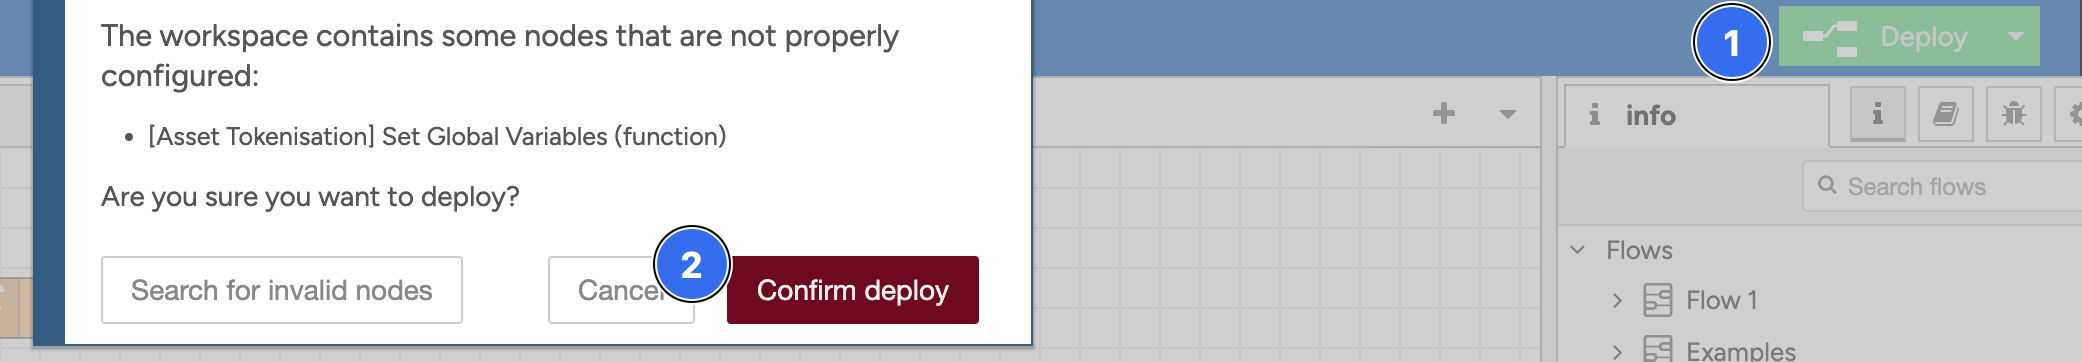 The workspace contains some nodes that are not properly
configured:
• [Asset Tokenisation] Set Global Variables (function)
Are you sure you want to deploy?
Search for invalid nodes
Cancel
2
Confirm deploy
1
Deploy
info
Search flows
Flows
Flow 1
Examples